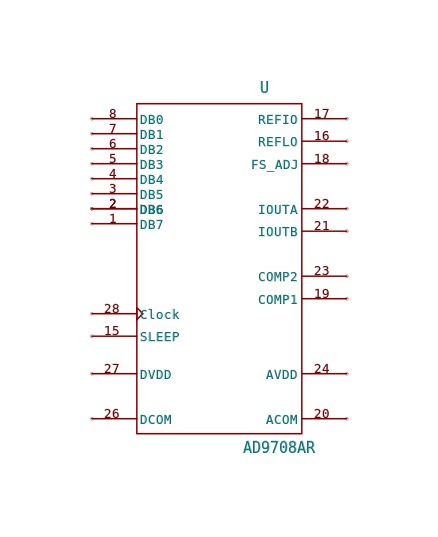 U
8 DB0 REFIO 17
7 DB1
6 DB2 REFLO 16
5 DB3 FS_ADJ 18
4 DB4
3 DB5
2 DB6 IOUTA 22
1 DB7 IOUTB 21
COMP2 23
COMP1 19
28 Clock
15 SLEEP
27 DVDD AVDD 24
26 DCOM ACOM 20
AD9708AR